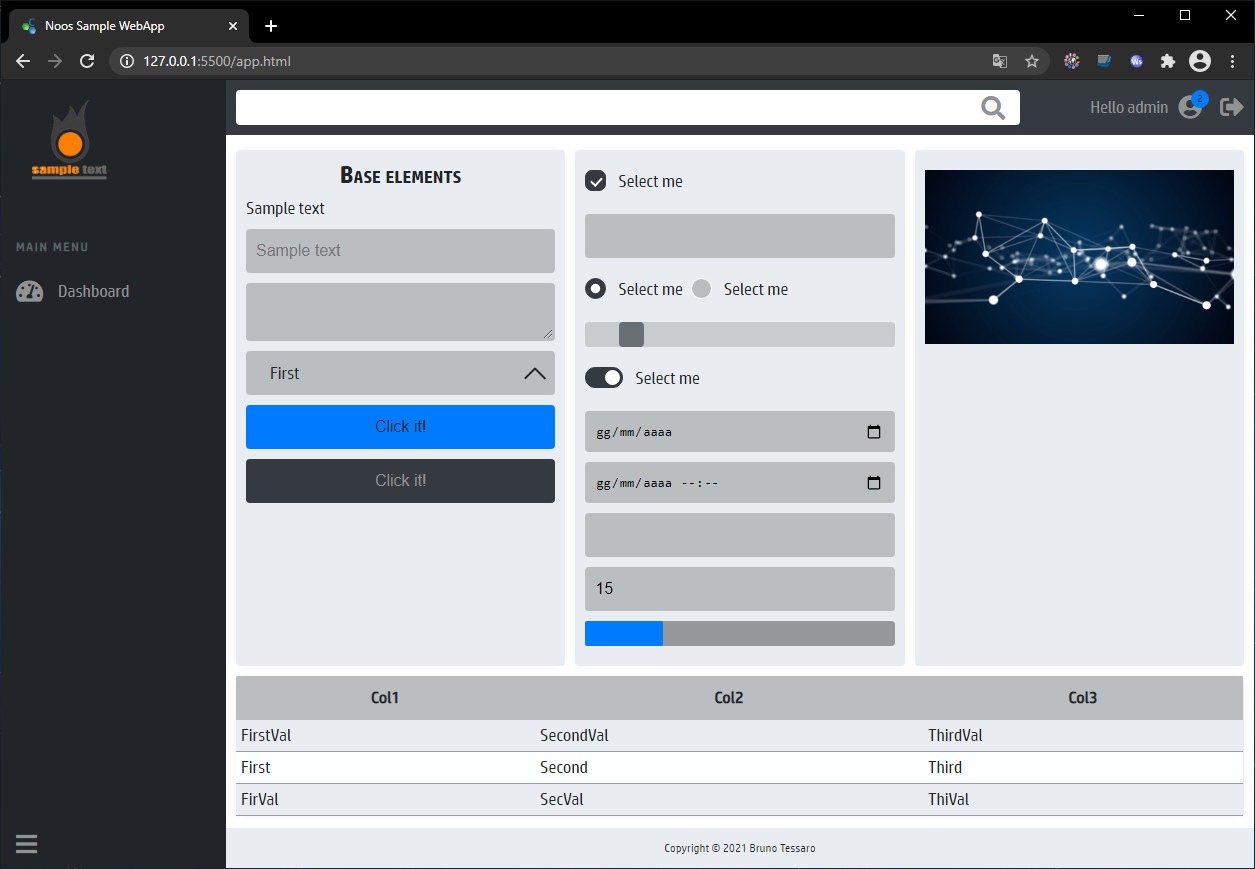 Noos Sample WebApp
127.0.0.1:5500/app.html
Hello admin
2
sample text
MAIN MENU
Dashboard
Base elements
Sample text
Sample text
First
Click it!
Click it!
Select me
Select me Select me
Select me
gg/mm/aaaa
gg/mm/aaaa --:--
15
Col1 Col2 Col3
FirstVal SecondVal ThirdVal
First Second Third
FirVal SecVal ThiVal
Copyright © 2021 Bruno Tessaro